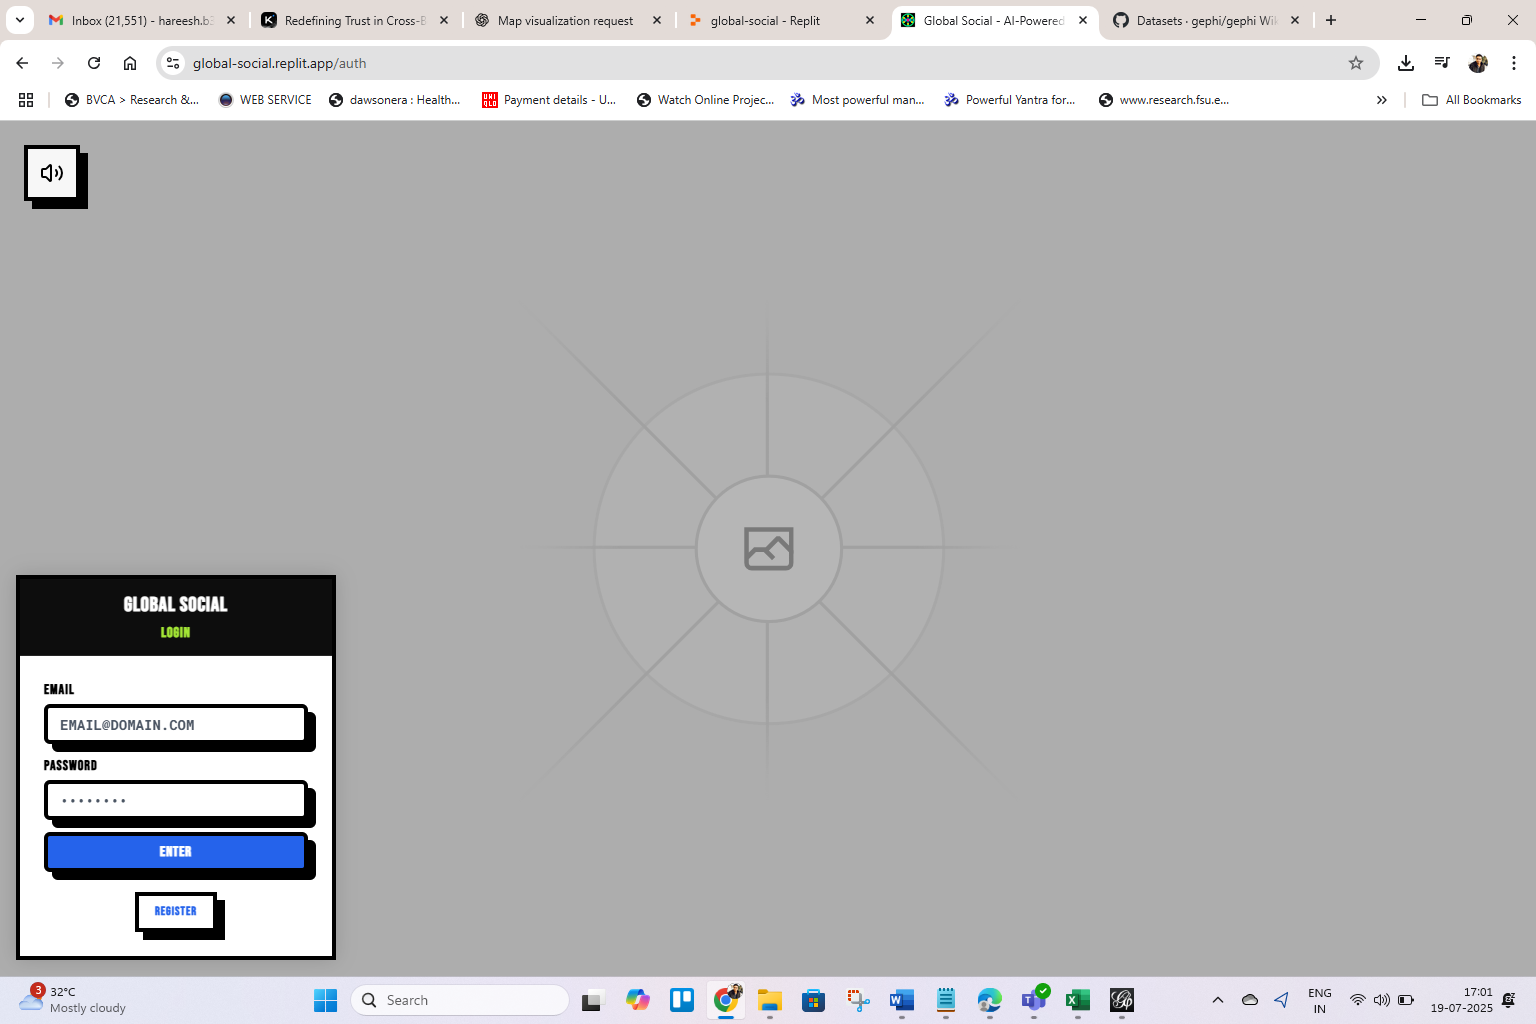 Inbox (21,551) - hareesh.b3
Redefining Trust in Cross-B
Map visualization request
global-social - Replit
Global Social - AI-Powered
Datasets · gephi/gephi Wik
global-social.replit.app/auth
BVCA > Research &...
WEB SERVICE
dawsonera : Health...
UNI QLO
Payment details - U...
Watch Online Projec...
Most powerful man...
Powerful Yantra for...
www.research.fsu.e...
All Bookmarks
GLOBAL SOCIAL
LOGIN
EMAIL
EMAIL@DOMAIN.COM
PASSWORD
ENTER
REGISTER
3
32°C
Mostly cloudy
Search
ENG
IN
17:01
19-07-2025